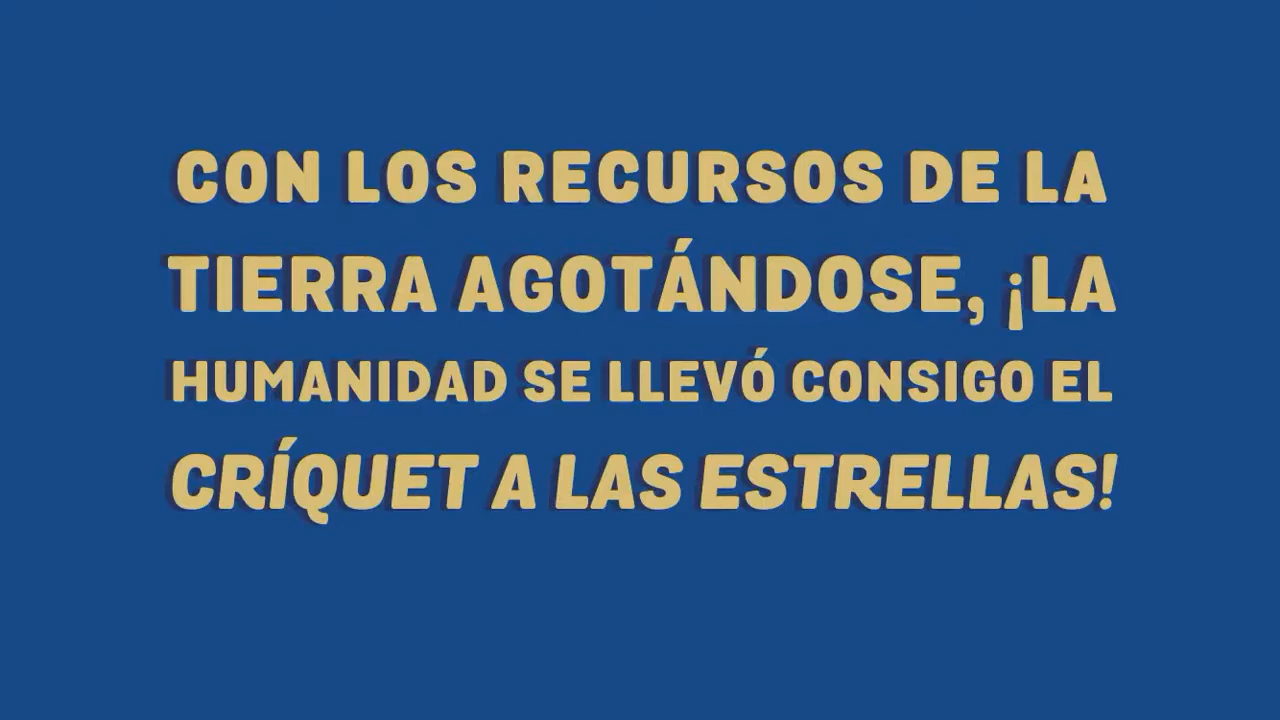 CON LOS RECURSOS DE LA
TIERRA AGOTÁNDOSE, ¡LA
HUMANIDAD SE LLEVÓ CONSIGO EL
CRÍQUET A LAS ESTRELLAS!